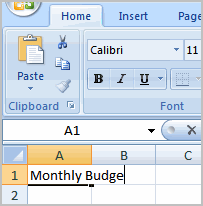 Home Insert Page
Calibri 11
Paste
B I U
Clipboard Font
A1
A B C
1 Monthly Budge
2